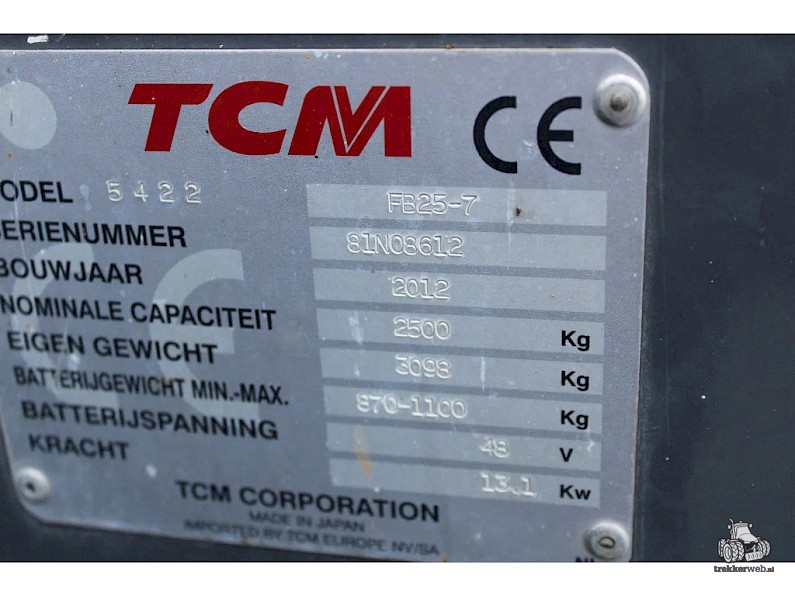 TCM CE
ODEL 5422 FB25-7
ERIENUMMER 81N08612
BOUWJAAR 2012
NOMINALE CAPACITEIT 2500 Kg
EIGEN GEWICHT 3098 Kg
BATTERIJGEWICHT MIN.-MAX. 870-1100 Kg
BATTERIJSPANNING 48 V
KRACHT 13.1 Kw
TCM CORPORATION
MADE IN JAPAN
IMPORTED BY TCM EUROPE NV/SA
trekkerweb.nl